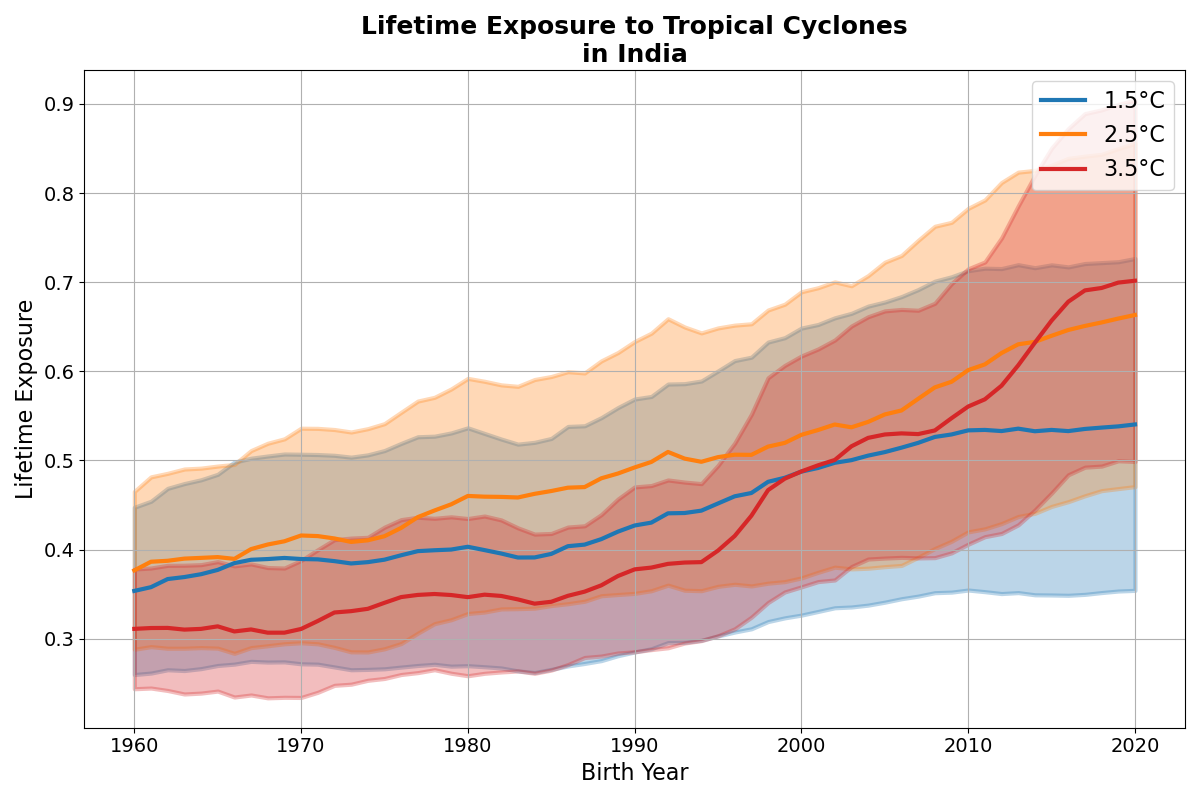 Lifetime Exposure to Tropical Cyclones
in India
1.5°C
2.5°C
3.5°C
Lifetime Exposure
0.9
0.8
0.7
0.6
0.5
0.4
0.3
1960
1970
1980
1990
2000
2010
2020
Birth Year